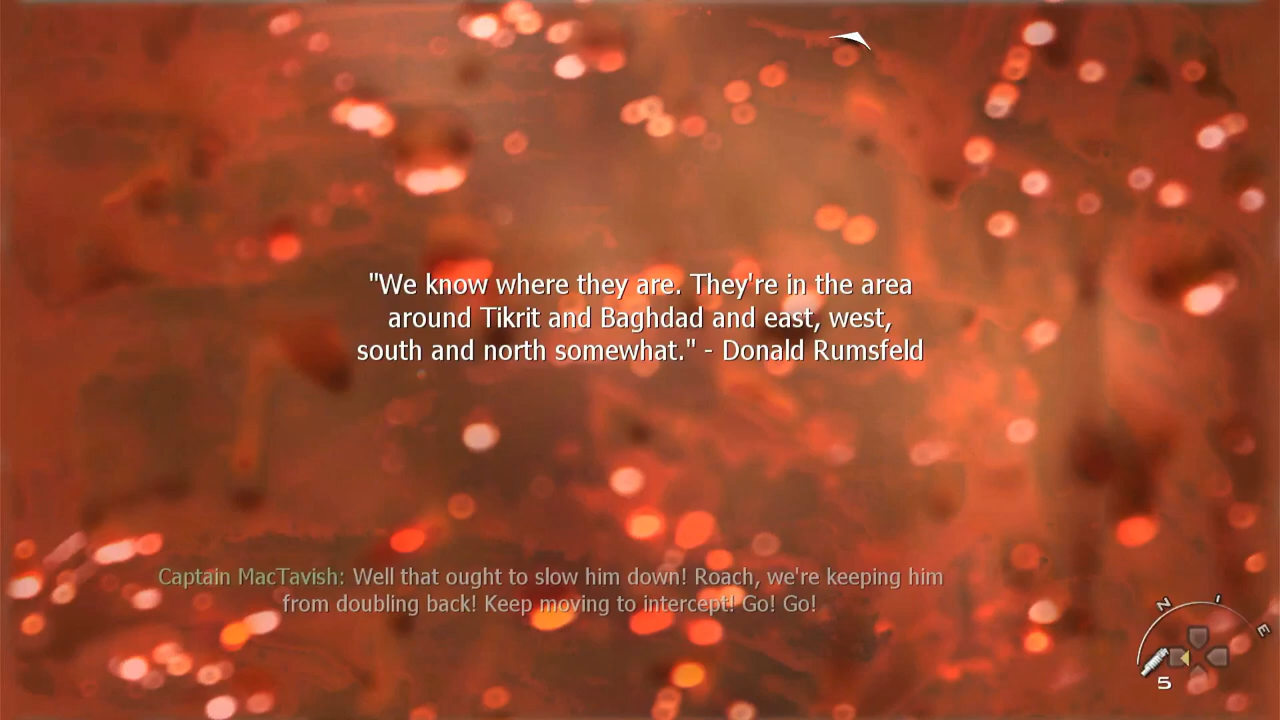 "We know where they are. They're in the area
around Tikrit and Baghdad and east, west,
south and north somewhat." - Donald Rumsfeld
Captain MacTavish: Well that ought to slow him down! Roach, we're keeping him
from doubling back! Keep moving to intercept! Go! Go!
N
E
5